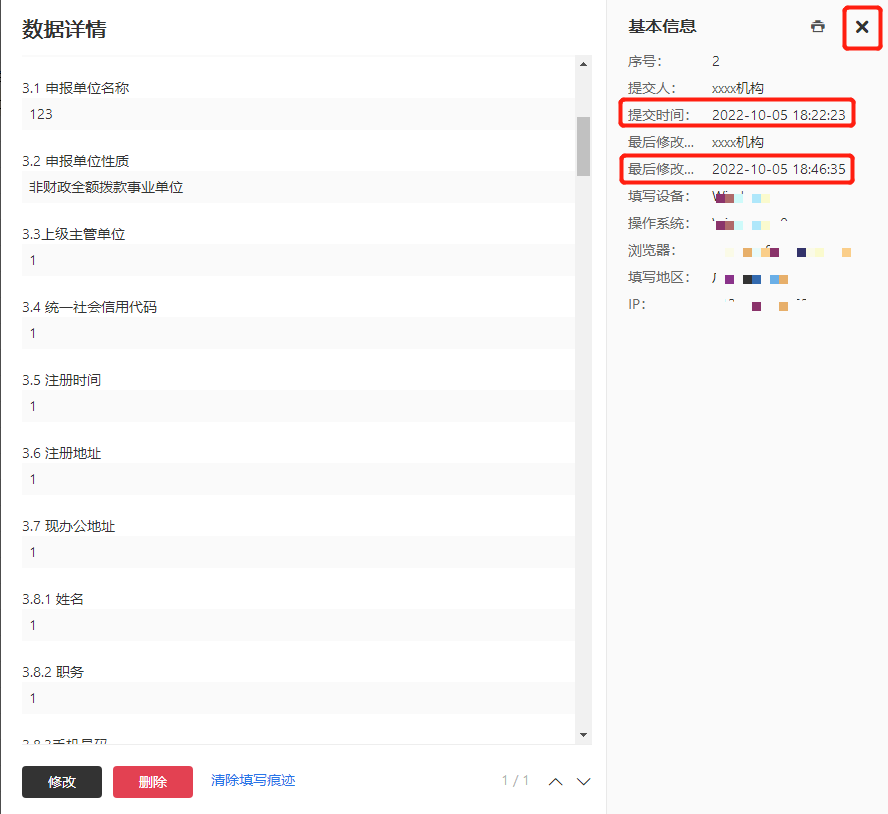 数据详情
3.1 申报单位名称
123
3.2 申报单位性质
非财政全额拨款事业单位
3.3上级主管单位
1
3.4 统一社会信用代码
1
3.5 注册时间
1
3.6 注册地址
1
3.7 现办公地址
1
3.8.1 姓名
1
3.8.2 职务
1
3.8.3手机号码
修改 删除 清除填写痕迹 1 / 1
基本信息
序号： 2
提交人： xxxx机构
提交时间： 2022-10-05 18:22:23
最后修改... xxxx机构
最后修改... 2022-10-05 18:46:35
填写设备：
操作系统：
浏览器：
填写地区：
IP：